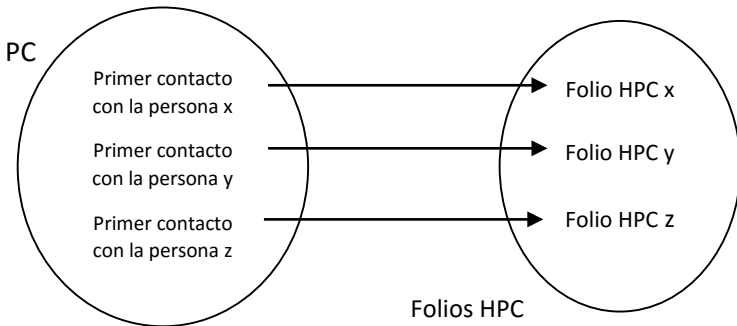 PC
Primer contacto
con la persona x
Folio HPC x
Primer contacto
con la persona y
Folio HPC y
Primer contacto
con la persona z
Folio HPC z
Folios HPC